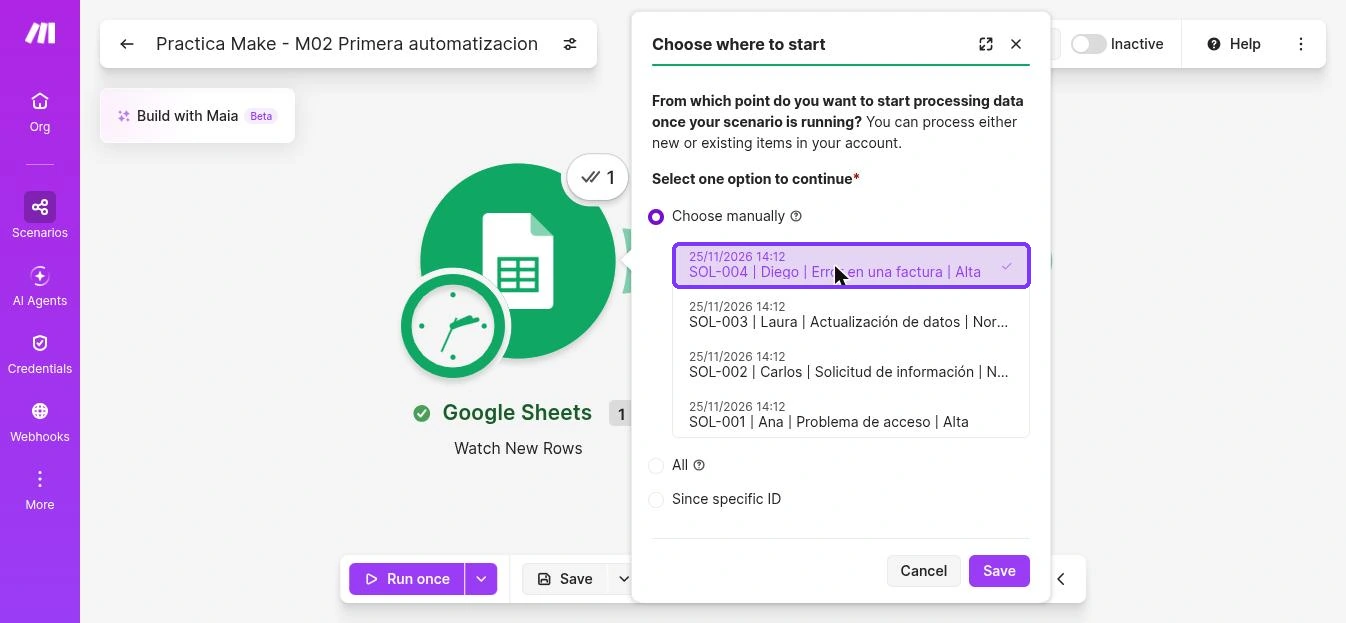 Practica Make - M02 Primera automatizacion
Choose where to start
Inactive
Help
Build with Maia Beta
Org
Scenarios
AI Agents
Credentials
Webhooks
More
1
Google Sheets 1
Watch New Rows
From which point do you want to start processing data
once your scenario is running? You can process either
new or existing items in your account.
Select one option to continue*
Choose manually
25/11/2026 14:12
SOL-004 | Diego | Error en una factura | Alta
25/11/2026 14:12
SOL-003 | Laura | Actualización de datos | Nor...
25/11/2026 14:12
SOL-002 | Carlos | Solicitud de información | N...
25/11/2026 14:12
SOL-001 | Ana | Problema de acceso | Alta
All
Since specific ID
Cancel
Save
Run once
Save